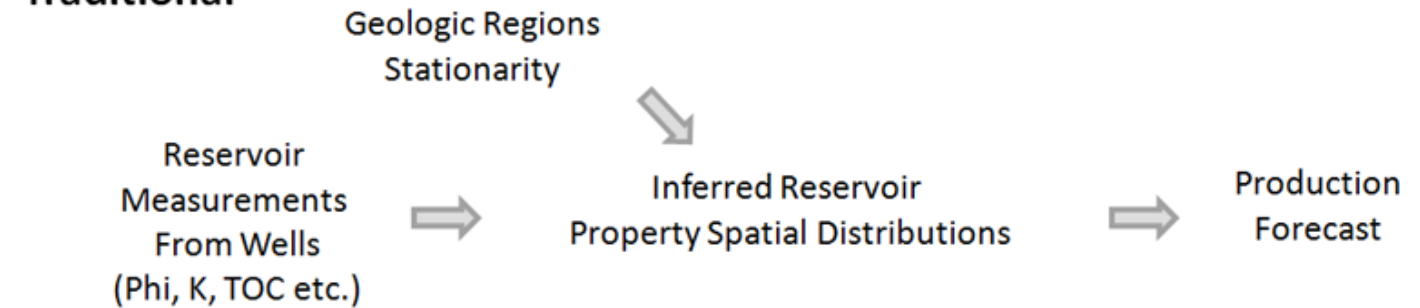 Traditional
Geologic Regions
Stationarity
Reservoir
Measurements
From Wells
(Phi, K, TOC etc.)
Inferred Reservoir
Property Spatial Distributions
Production
Forecast